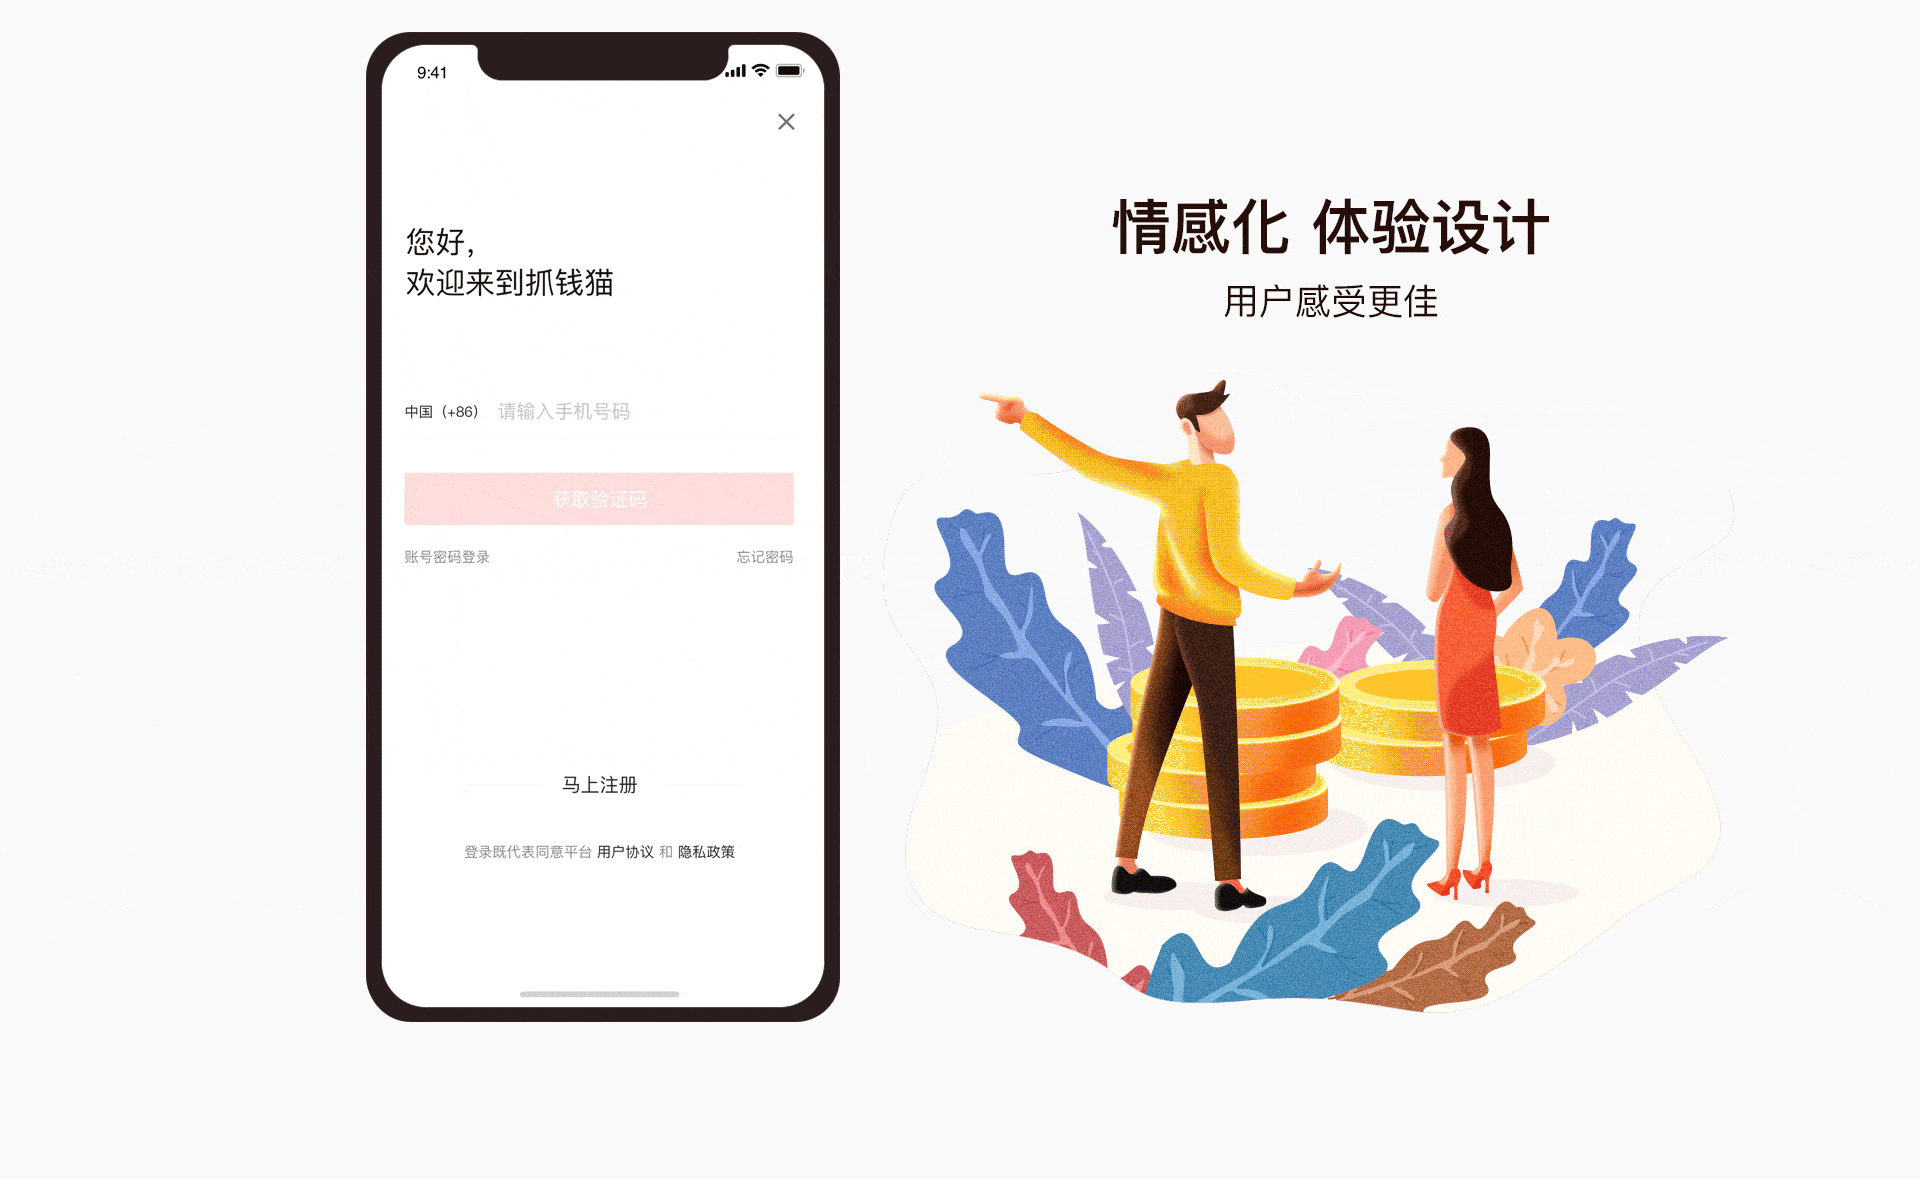 9:41
您好，
欢迎来到抓钱猫
中国（+86） 请输入手机号码
获取验证码
账号密码登录 忘记密码
马上注册
登录既代表同意平台 用户协议 和 隐私政策
情感化 体验设计
用户感受更佳